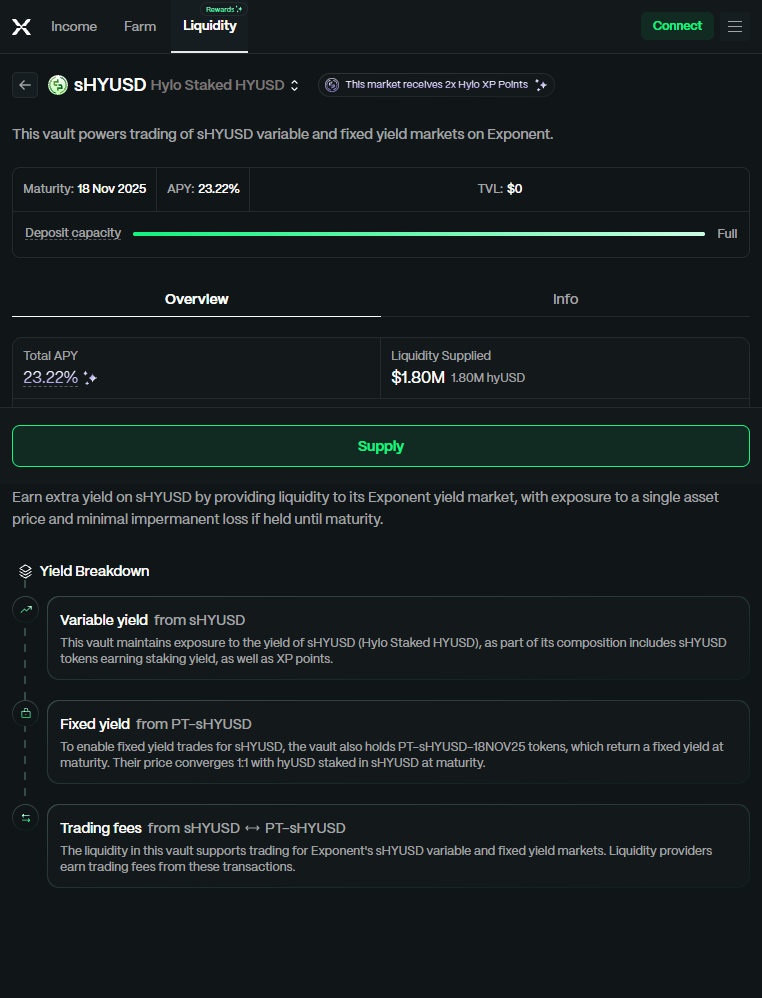 Income
Farm
Rewards
Liquidity
Connect
sHYUSD Hylo Staked HYUSD
This market receives 2x Hylo XP Points
This vault powers trading of sHYUSD variable and fixed yield markets on Exponent.
Maturity: 18 Nov 2025
APY: 23.22%
TVL: $0
Deposit capacity
Full
Overview
Info
Total APY
23.22%
Liquidity Supplied
$1.80M 1.80M hyUSD
Supply
Earn extra yield on sHYUSD by providing liquidity to its Exponent yield market, with exposure to a single asset
price and minimal impermanent loss if held until maturity.
Yield Breakdown
Variable yield from sHYUSD
This vault maintains exposure to the yield of sHYUSD (Hylo Staked HYUSD), as part of its composition includes sHYUSD
tokens earning staking yield, as well as XP points.
Fixed yield from PT-sHYUSD
To enable fixed yield trades for sHYUSD, the vault also holds PT-sHYUSD-18NOV25 tokens, which return a fixed yield at
maturity. Their price converges 1:1 with hyUSD staked in sHYUSD at maturity.
Trading fees from sHYUSD ↔ PT-sHYUSD
The liquidity in this vault supports trading for Exponent's sHYUSD variable and fixed yield markets. Liquidity providers
earn trading fees from these transactions.